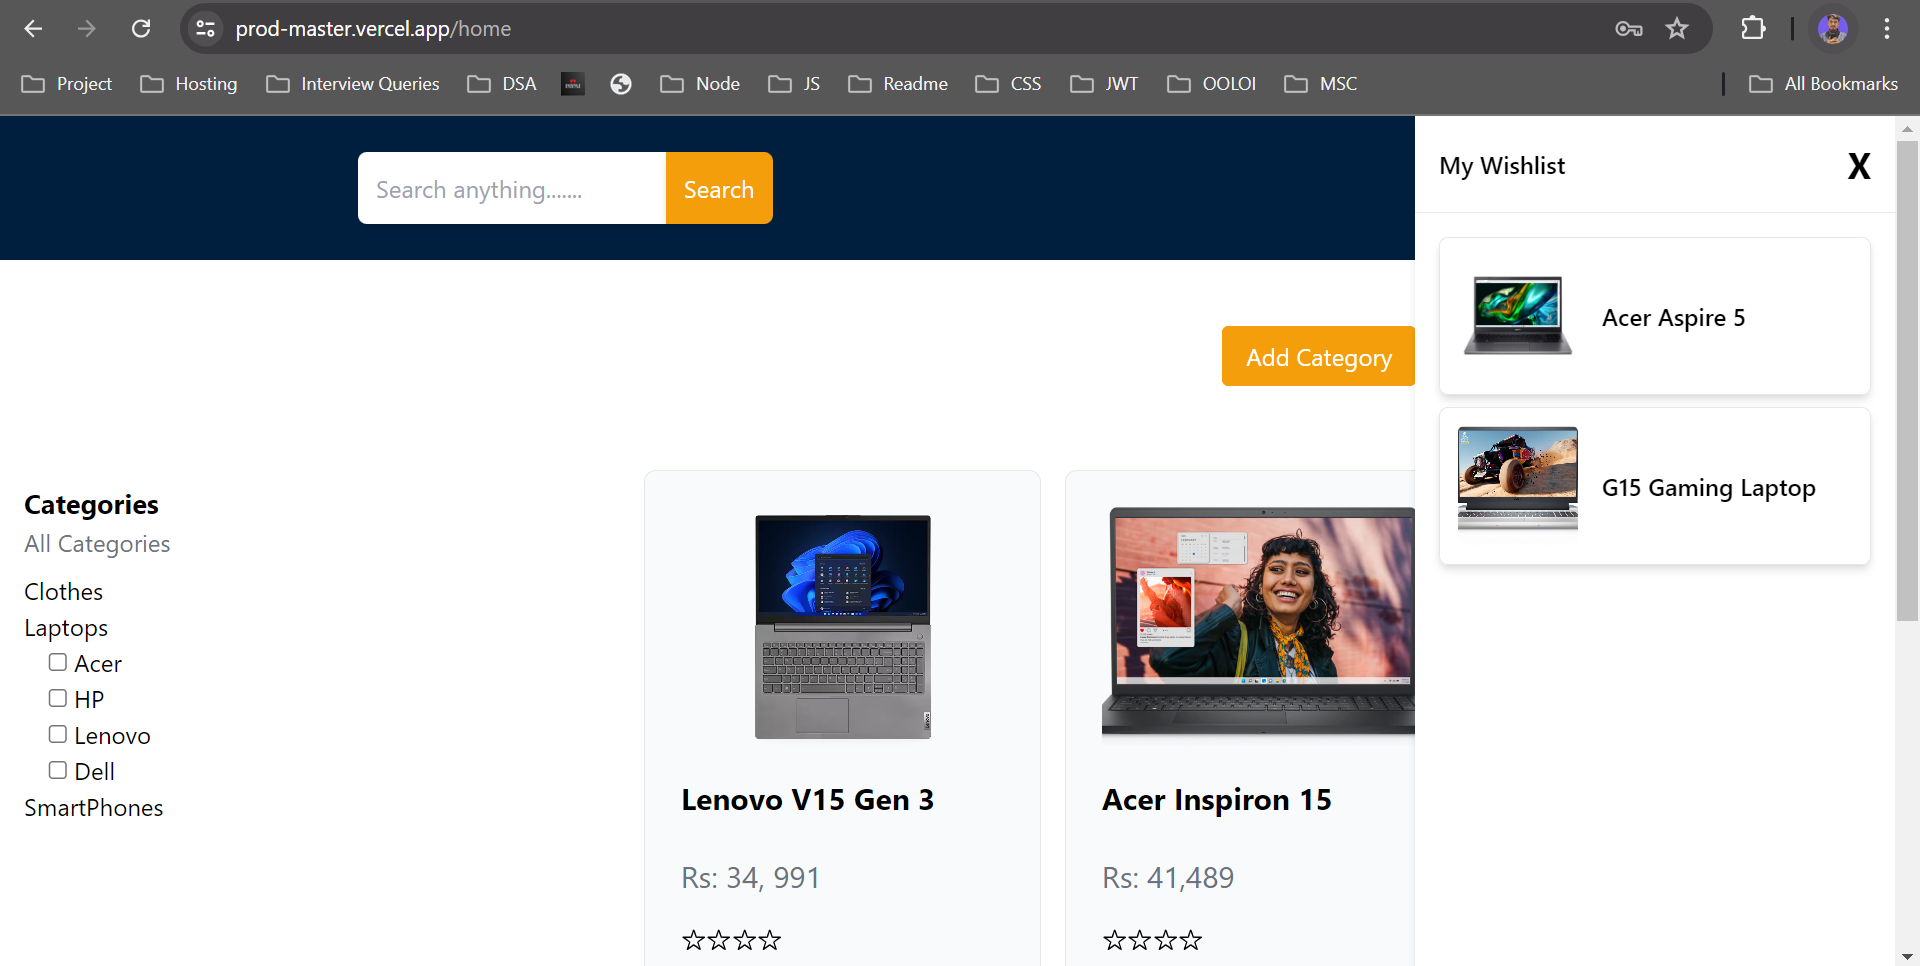 prod-master.vercel.app/home
Project
Hosting
Interview Queries
DSA
Node
JS
Readme
CSS
JWT
OOLOI
MSC
All Bookmarks
Search anything.......
Search
My Wishlist
X
Acer Aspire 5
Add Category
G15 Gaming Laptop
Categories
All Categories
Clothes
Laptops
Acer
HP
Lenovo
Dell
SmartPhones
Lenovo V15 Gen 3
Acer Inspiron 15
Rs: 34, 991
Rs: 41,489